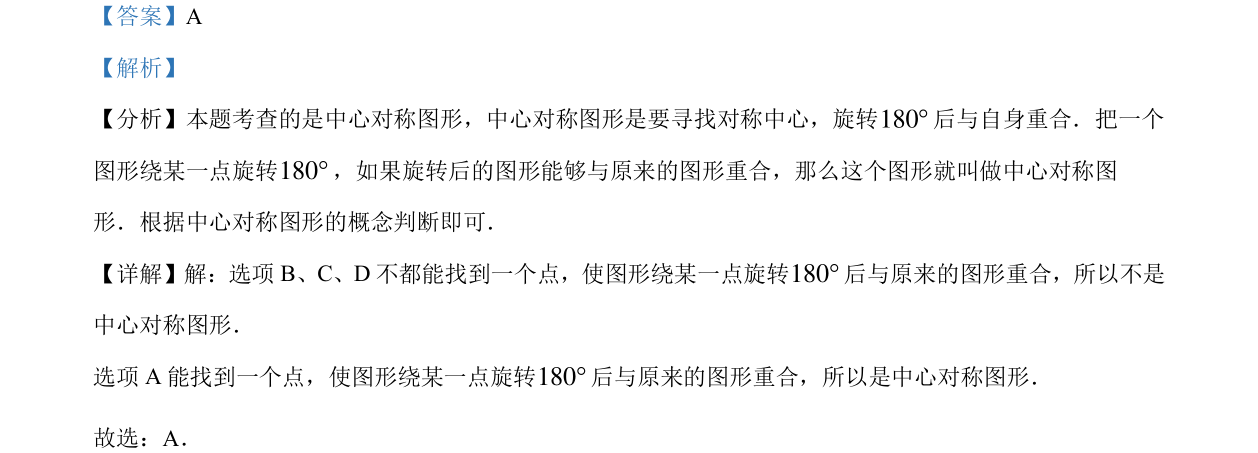 【答案】A
【解析】
【分析】本题考查的是中心对称图形，中心对称图形是要寻找对称中心，旋转180°后与自身重合．把一个
图形绕某一点旋转180°，如果旋转后的图形能够与原来的图形重合，那么这个图形就叫做中心对称图
形．根据中心对称图形的概念判断即可．
【详解】解：选项 B、C、D 不都能找到一个点，使图形绕某一点旋转180°后与原来的图形重合，所以不是
中心对称图形．
选项 A 能找到一个点，使图形绕某一点旋转180°后与原来的图形重合，所以是中心对称图形．
故选：A．